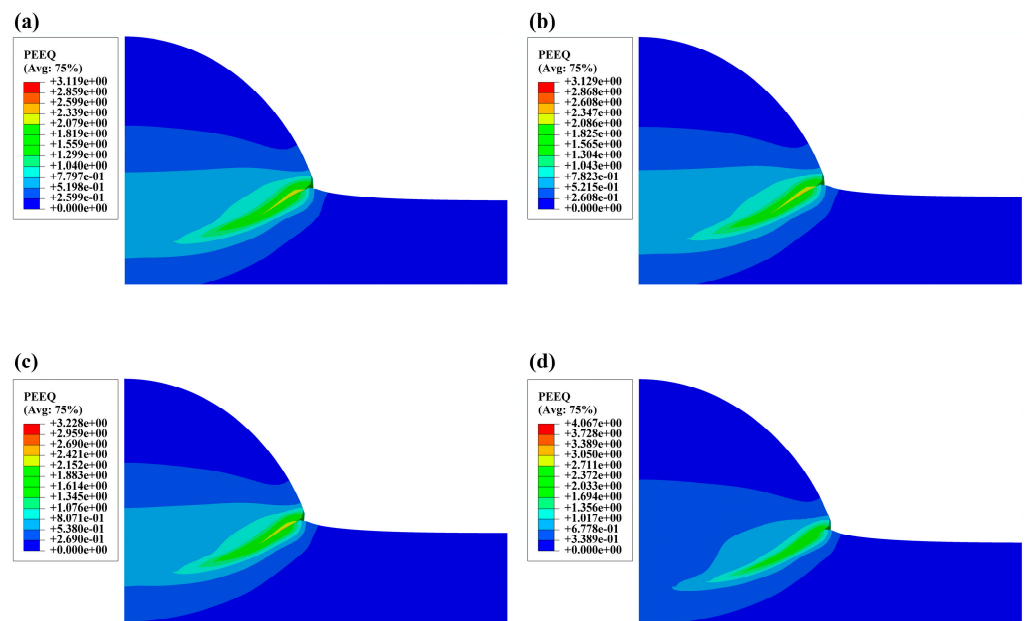 (a)
PEEQ
(Avg: 75%)
+3.119e+00
+2.859e+00
+2.599e+00
+2.339e+00
+2.079e+00
+1.819e+00
+1.559e+00
+1.299e+00
+1.040e+00
+7.797e-01
+5.198e-01
+2.599e-01
+0.000e+00
(b)
PEEQ
(Avg: 75%)
+3.129e+00
+2.868e+00
+2.608e+00
+2.347e+00
+2.086e+00
+1.825e+00
+1.565e+00
+1.304e+00
+1.043e+00
+7.823e-01
+5.215e-01
+2.608e-01
+0.000e+00
(c)
PEEQ
(Avg: 75%)
+3.228e+00
+2.959e+00
+2.690e+00
+2.421e+00
+2.152e+00
+1.883e+00
+1.614e+00
+1.345e+00
+1.076e+00
+8.071e-01
+5.380e-01
+2.690e-01
+0.000e+00
(d)
PEEQ
(Avg: 75%)
+4.067e+00
+3.728e+00
+3.389e+00
+3.050e+00
+2.711e+00
+2.372e+00
+2.033e+00
+1.694e+00
+1.356e+00
+1.017e+00
+6.778e-01
+3.389e-01
+0.000e+00